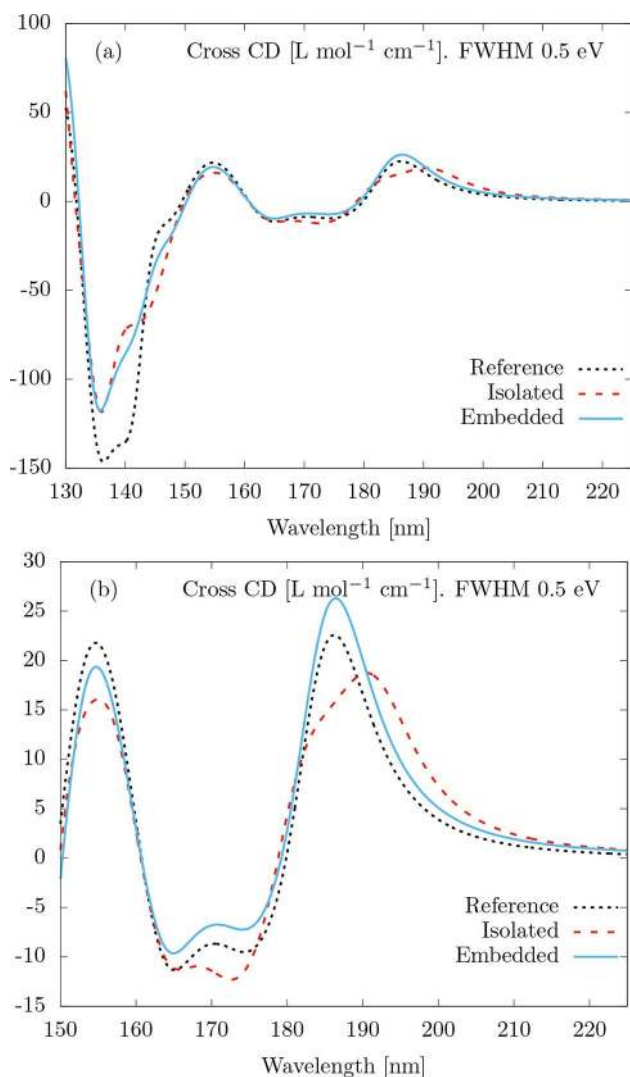 (a) Cross CD [L mol⁻¹ cm⁻¹]. FWHM 0.5 eV
100
50
0
-50
-100
-150
Reference
Isolated
Embedded
130 140 150 160 170 180 190 200 210 220
Wavelength [nm]
(b) Cross CD [L mol⁻¹ cm⁻¹]. FWHM 0.5 eV
30
25
20
15
10
5
0
-5
-10
-15
Reference
Isolated
Embedded
150 160 170 180 190 200 210 220
Wavelength [nm]